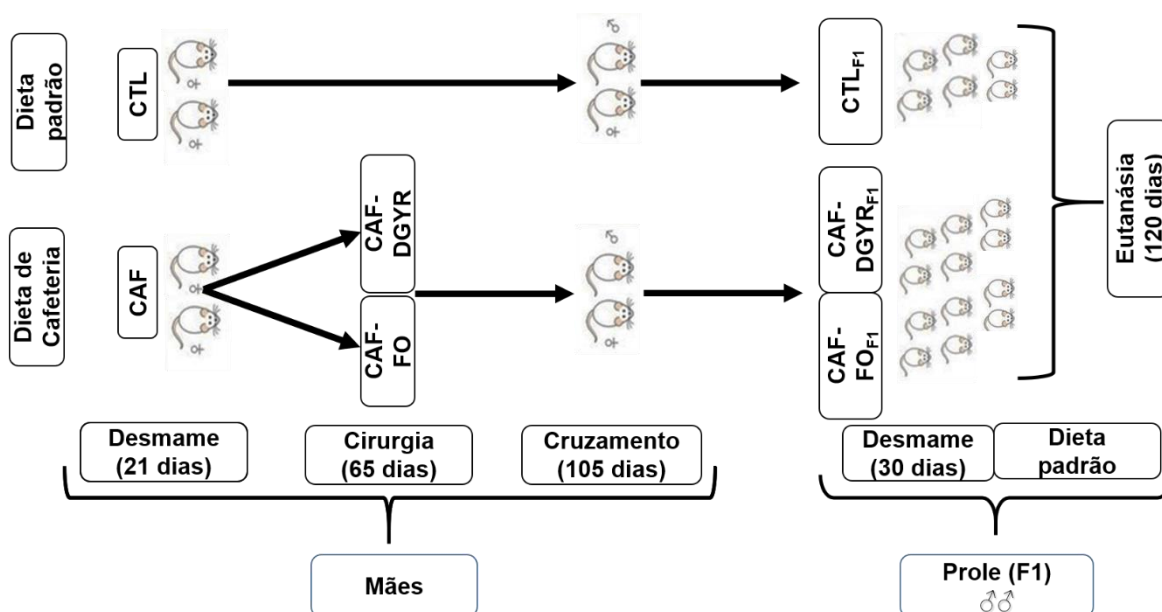 Dieta
padrão
CTL
♀
♀
♂
♀
CTLF1
Dieta de
Cafeteria
CAF
♀
♀
CAF-
DGYR
CAF-
FO
♂
♀
CAF-
DGYRF1
CAF-
FOF1
Eutanásia
(120 dias)
Desmame
(21 dias)
Cirurgia
(65 dias)
Cruzamento
(105 dias)
Desmame
(30 dias)
Dieta
padrão
Mães
Prole (F1)
♂♂